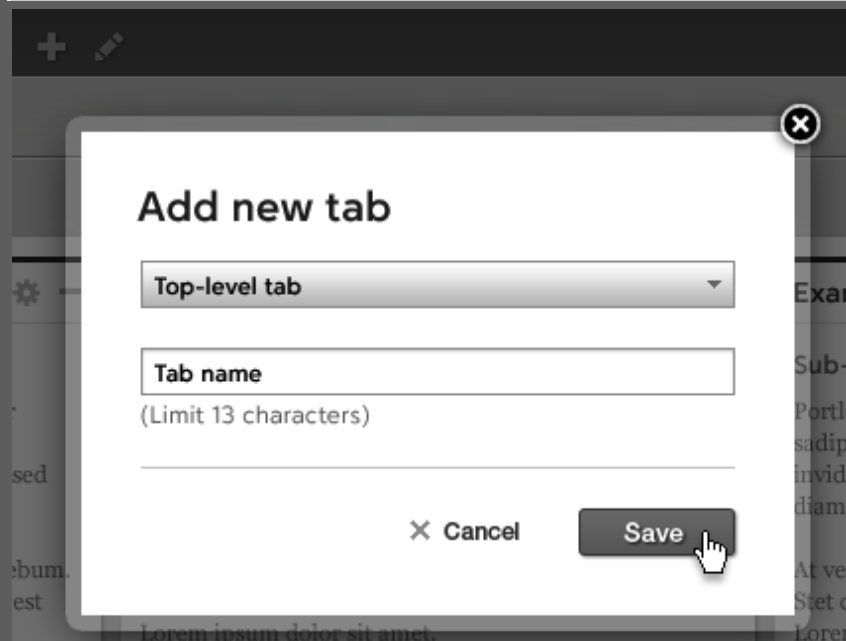 Add new tab
Top-level tab
Exar
Tab name
Sub-
(Limit 13 characters)
Portl
sadip
sed
invid
diam
Cancel
Save
ebum.
At ve
est
Stet c
Lorem ipsum dolor sit amet.
Lorem